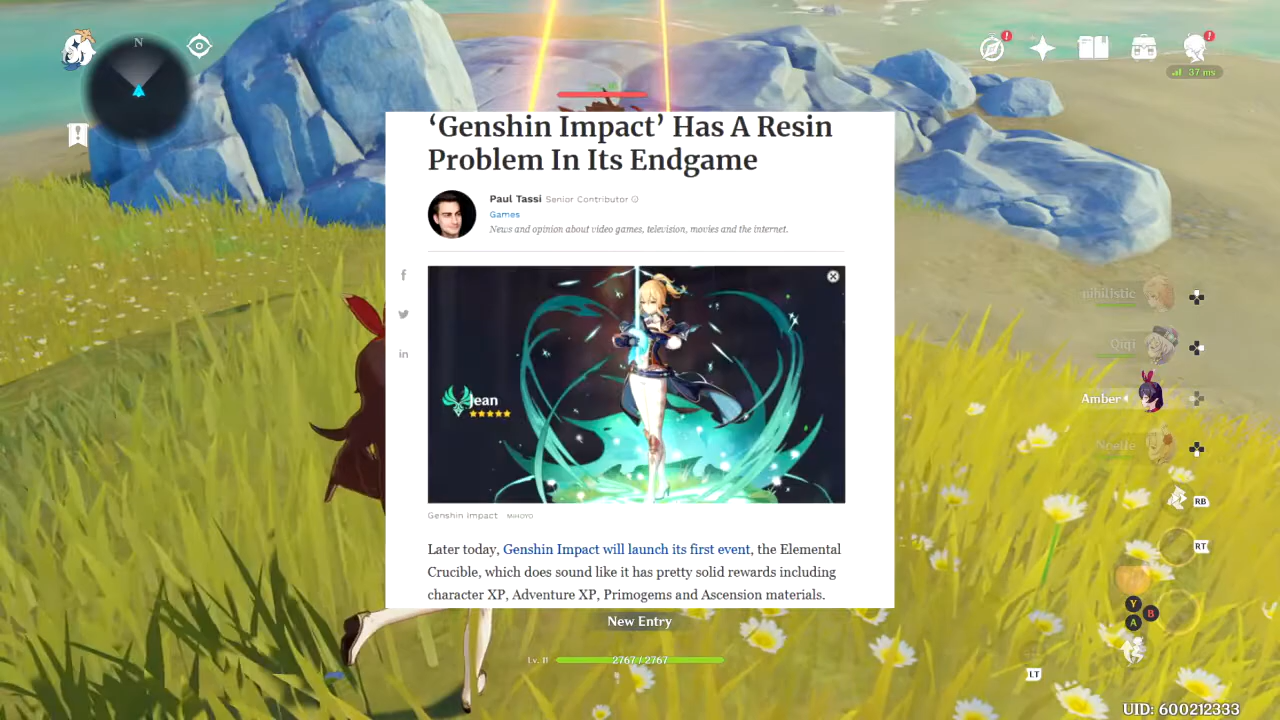 N
37 ms
‘Genshin Impact’ Has A Resin
Problem In Its Endgame
Paul Tassi Senior Contributor
Games
News and opinion about video games, television, movies and the internet.
f
in
Jean
Genshin Impact MIHOYO
Later today, Genshin Impact will launch its first event, the Elemental
Crucible, which does sound like it has pretty solid rewards including
character XP, Adventure XP, Primogems and Ascension materials.
nihilistic
Qiqi
Amber
Noelle
RB
RT
Y
B
A
New Entry
Lv. 11
2767 / 2767
LT
UID: 600212333